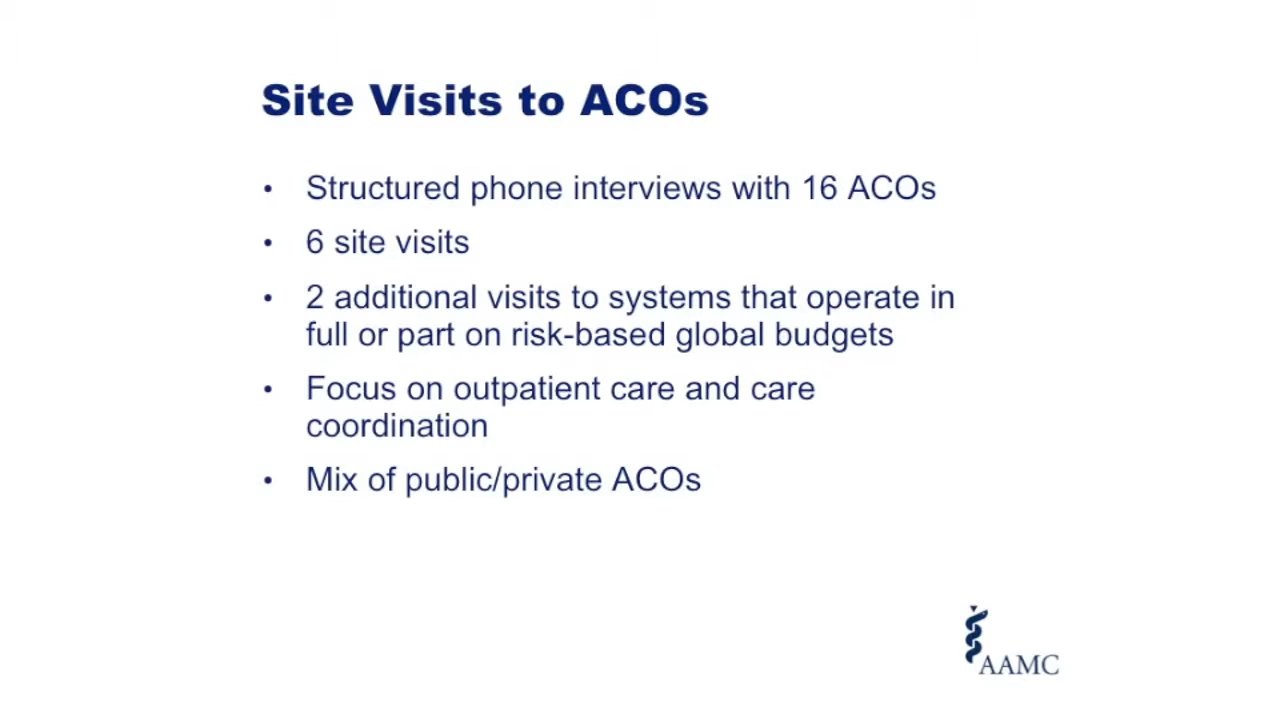 Site Visits to ACOs
• Structured phone interviews with 16 ACOs
• 6 site visits
• 2 additional visits to systems that operate in
full or part on risk-based global budgets
• Focus on outpatient care and care
coordination
• Mix of public/private ACOs
AAMC